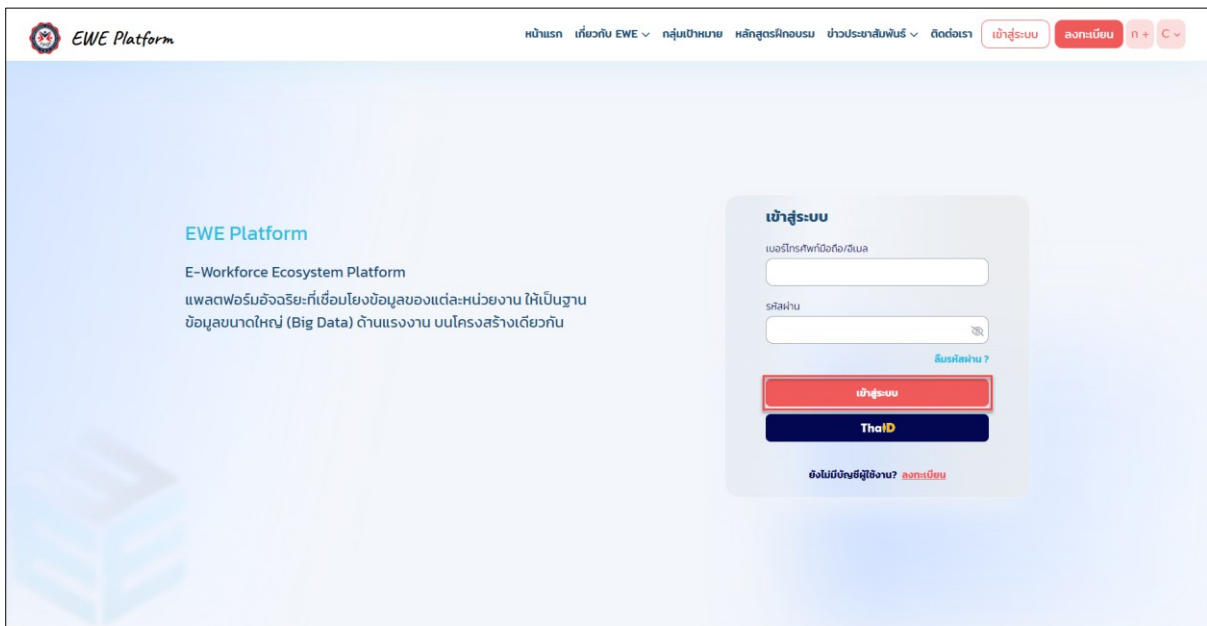 EWE Platform
หน้าแรก เกี่ยวกับ EWE กลุ่มเป้าหมาย หลักสูตรฝึกอบรม ข่าวประชาสัมพันธ์ ติดต่อเรา เข้าสู่ระบบ ลงทะเบียน ก + C
EWE Platform
E-Workforce Ecosystem Platform
แพลตฟอร์มอัจฉริยะที่เชื่อมโยงข้อมูลของแต่ละหน่วยงาน ให้เป็นฐาน
ข้อมูลขนาดใหญ่ (Big Data) ด้านแรงงาน บนโครงสร้างเดียวกัน
เข้าสู่ระบบ
เบอร์โทรศัพท์มือถือ/อีเมล
รหัสผ่าน
ลืมรหัสผ่าน ?
เข้าสู่ระบบ
ThaID
ยังไม่มีบัญชีผู้ใช้งาน? ลงทะเบียน